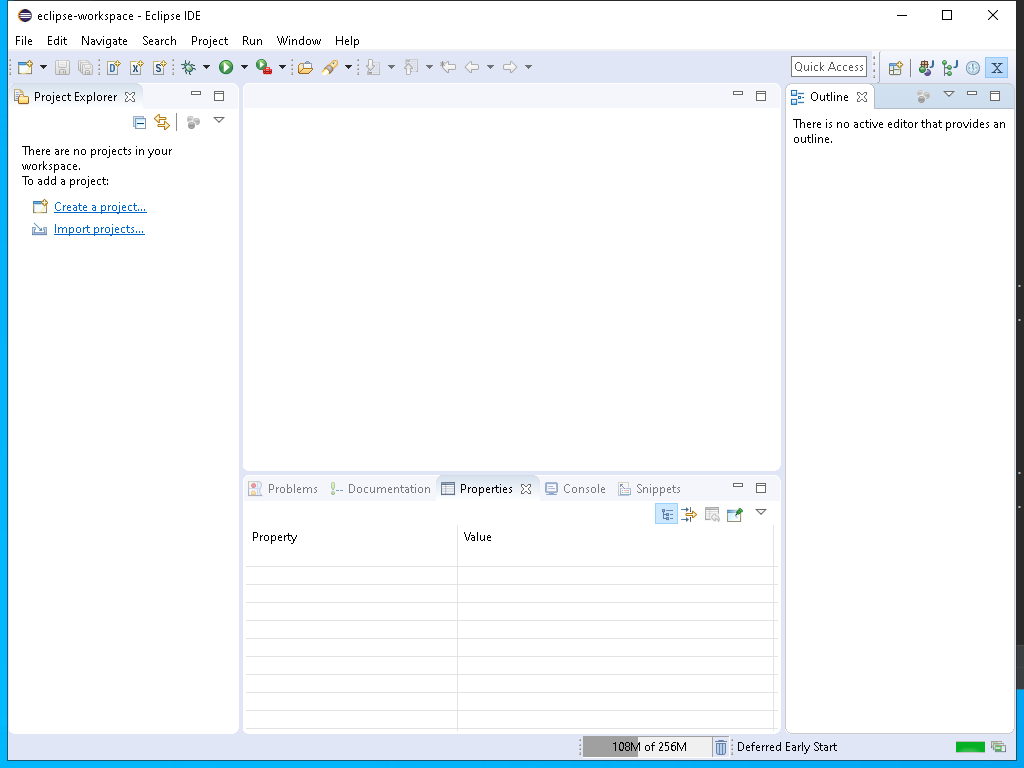 eclipse-workspace - Eclipse IDE
File Edit Navigate Search Project Run Window Help
Quick Access
Project Explorer
There are no projects in your
workspace.
To add a project:
Create a project...
Import projects...
Outline
There is no active editor that provides an
outline.
Problems Documentation Properties Console Snippets
Property Value
108M of 256M
Deferred Early Start